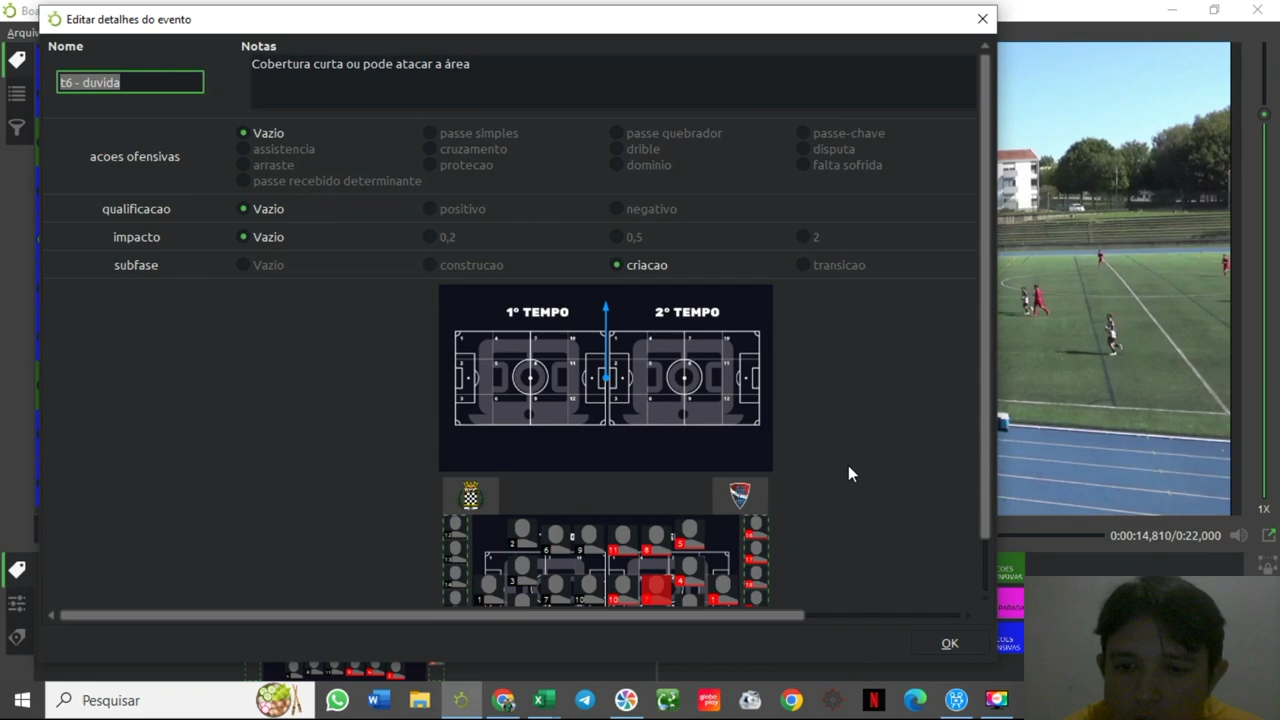 Boa
Editar detalhes do evento
Arquiv
Nome
Notas
t6 - duvida
Cobertura curta ou pode atacar a área
acoes ofensivas
Vazio
passe simples
passe quebrador
passe-chave
assistencia
cruzamento
drible
disputa
arraste
protecao
dominio
falta sofrida
passe recebido determinante
qualificacao
Vazio
positivo
negativo
impacto
Vazio
0,2
0,5
2
subfase
Vazio
construcao
criacao
transicao
1º TEMPO
2º TEMPO
1X
0:00:14,810/0:22,000
OK
Pesquisar